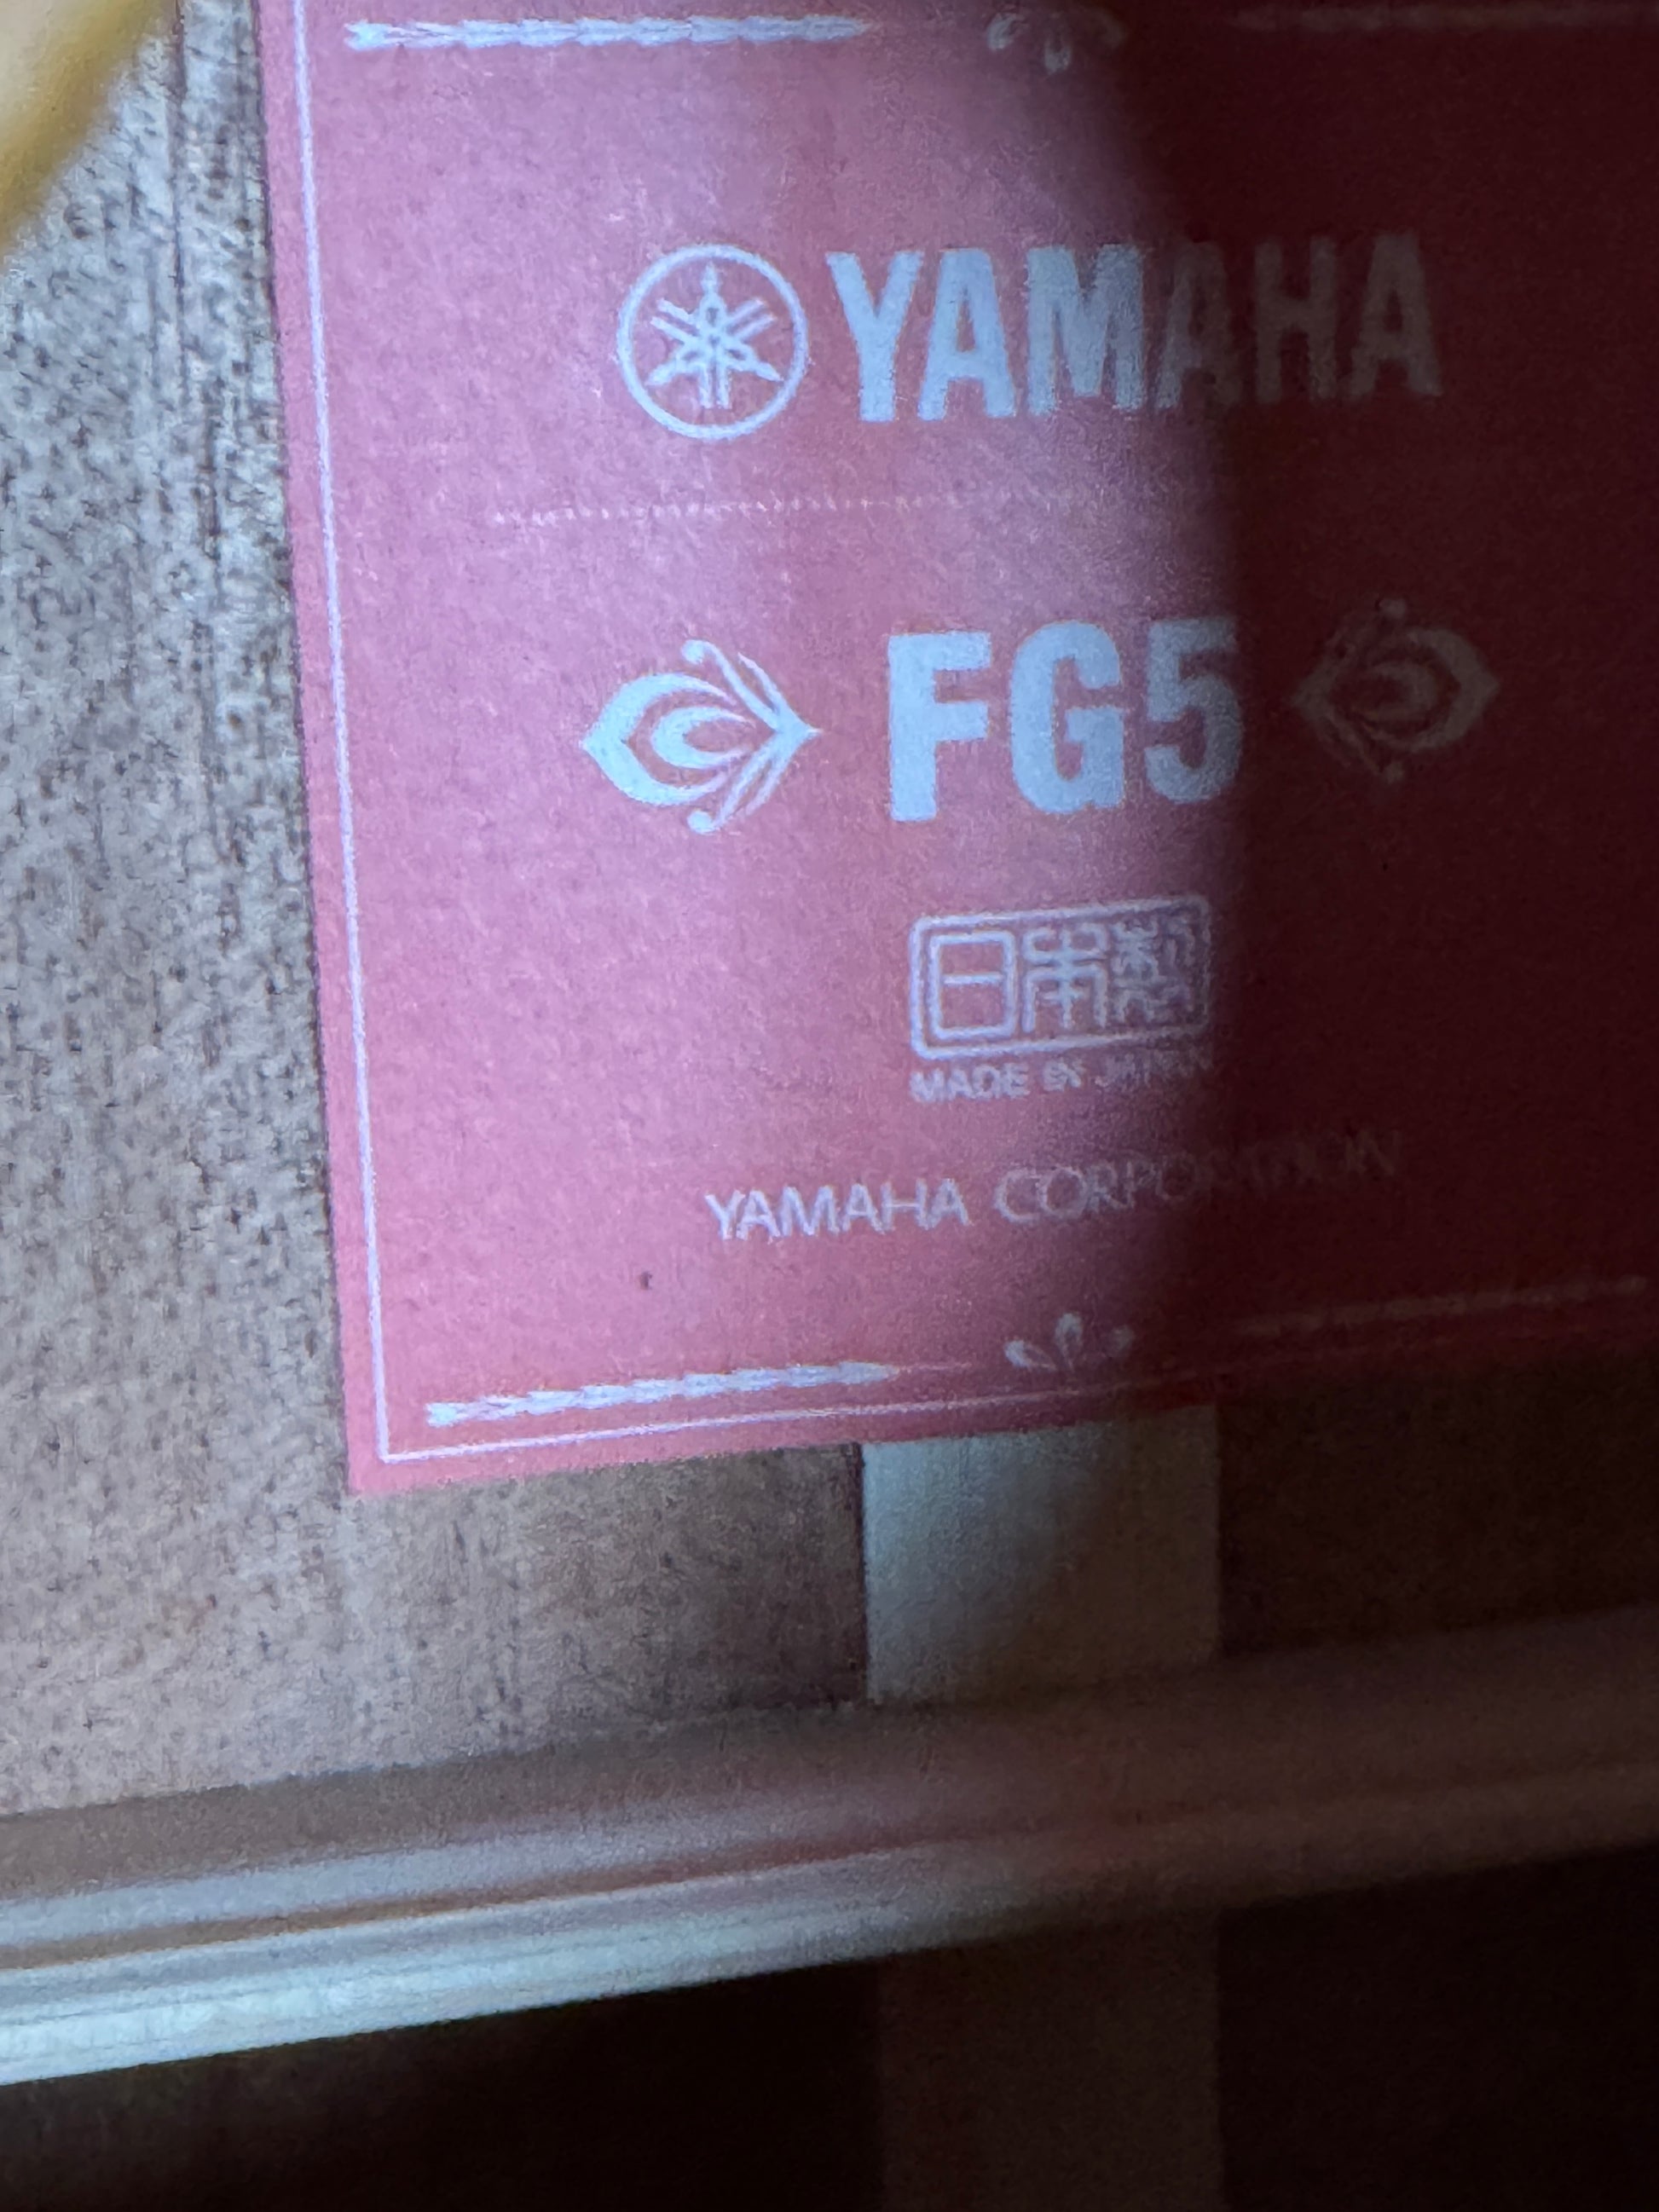 YAMAHA
FG5
日本製
MADE IN JAPAN
YAMAHA CORPORATION